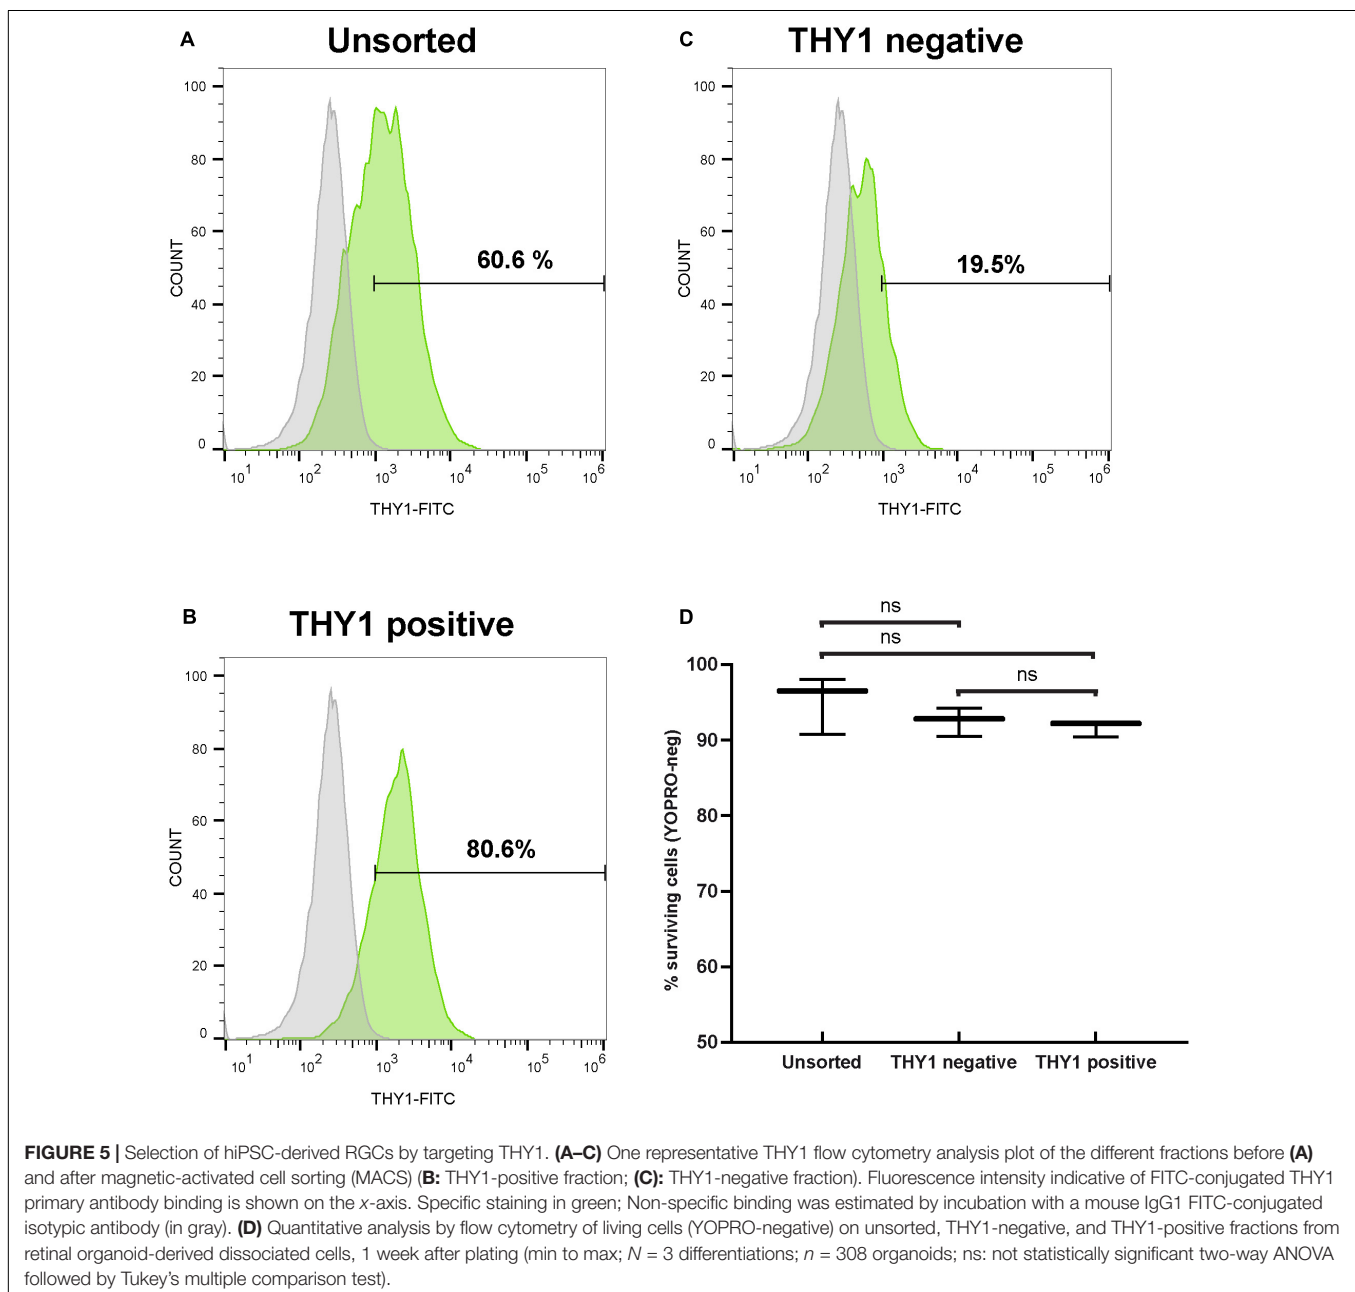 A
Unsorted
100
80
60
40
20
0
COUNT
60.6 %
10^1 10^2 10^3 10^4 10^5 10^6
THY1-FITC
C
THY1 negative
100
80
60
40
20
0
COUNT
19.5%
10^1 10^2 10^3 10^4 10^5 10^6
THY1-FITC
B
THY1 positive
100
80
60
40
20
0
COUNT
80.6%
10^1 10^2 10^3 10^4 10^5 10^6
THY1-FITC
D
ns
ns
ns
100
90
80
70
60
50
% surviving cells (YOPRO-neg)
Unsorted THY1 negative THY1 positive
FIGURE 5 | Selection of hiPSC-derived RGCs by targeting THY1. (A–C) One representative THY1 flow cytometry analysis plot of the different fractions before (A)
and after magnetic-activated cell sorting (MACS) (B: THY1-positive fraction; (C): THY1-negative fraction). Fluorescence intensity indicative of FITC-conjugated THY1
primary antibody binding is shown on the x-axis. Specific staining in green; Non-specific binding was estimated by incubation with a mouse IgG1 FITC-conjugated
isotypic antibody (in gray). (D) Quantitative analysis by flow cytometry of living cells (YOPRO-negative) on unsorted, THY1-negative, and THY1-positive fractions from
retinal organoid-derived dissociated cells, 1 week after plating (min to max; N = 3 differentiations; n = 308 organoids; ns: not statistically significant two-way ANOVA
followed by Tukey's multiple comparison test).